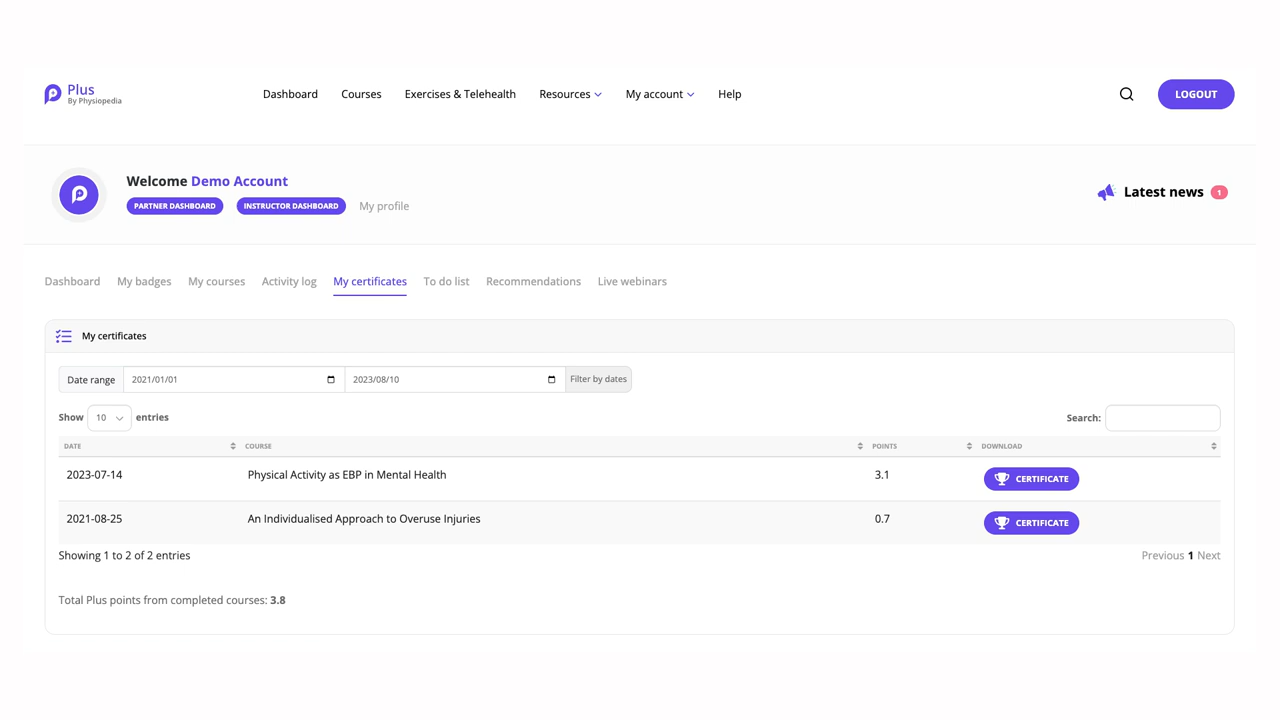 Plus
By Physiopedia
Dashboard Courses Exercises & Telehealth Resources My account Help
LOGOUT
Welcome Demo Account
PARTNER DASHBOARD INSTRUCTOR DASHBOARD My profile
Latest news 1
Dashboard My badges My courses Activity log My certificates To do list Recommendations Live webinars
My certificates
Date range 2021/01/01 2023/08/10 Filter by dates
Show 10 entries Search:
DATE COURSE POINTS DOWNLOAD
2023-07-14 Physical Activity as EBP in Mental Health 3.1 CERTIFICATE
2021-08-25 An Individualised Approach to Overuse Injuries 0.7 CERTIFICATE
Showing 1 to 2 of 2 entries Previous 1 Next
Total Plus points from completed courses: 3.8